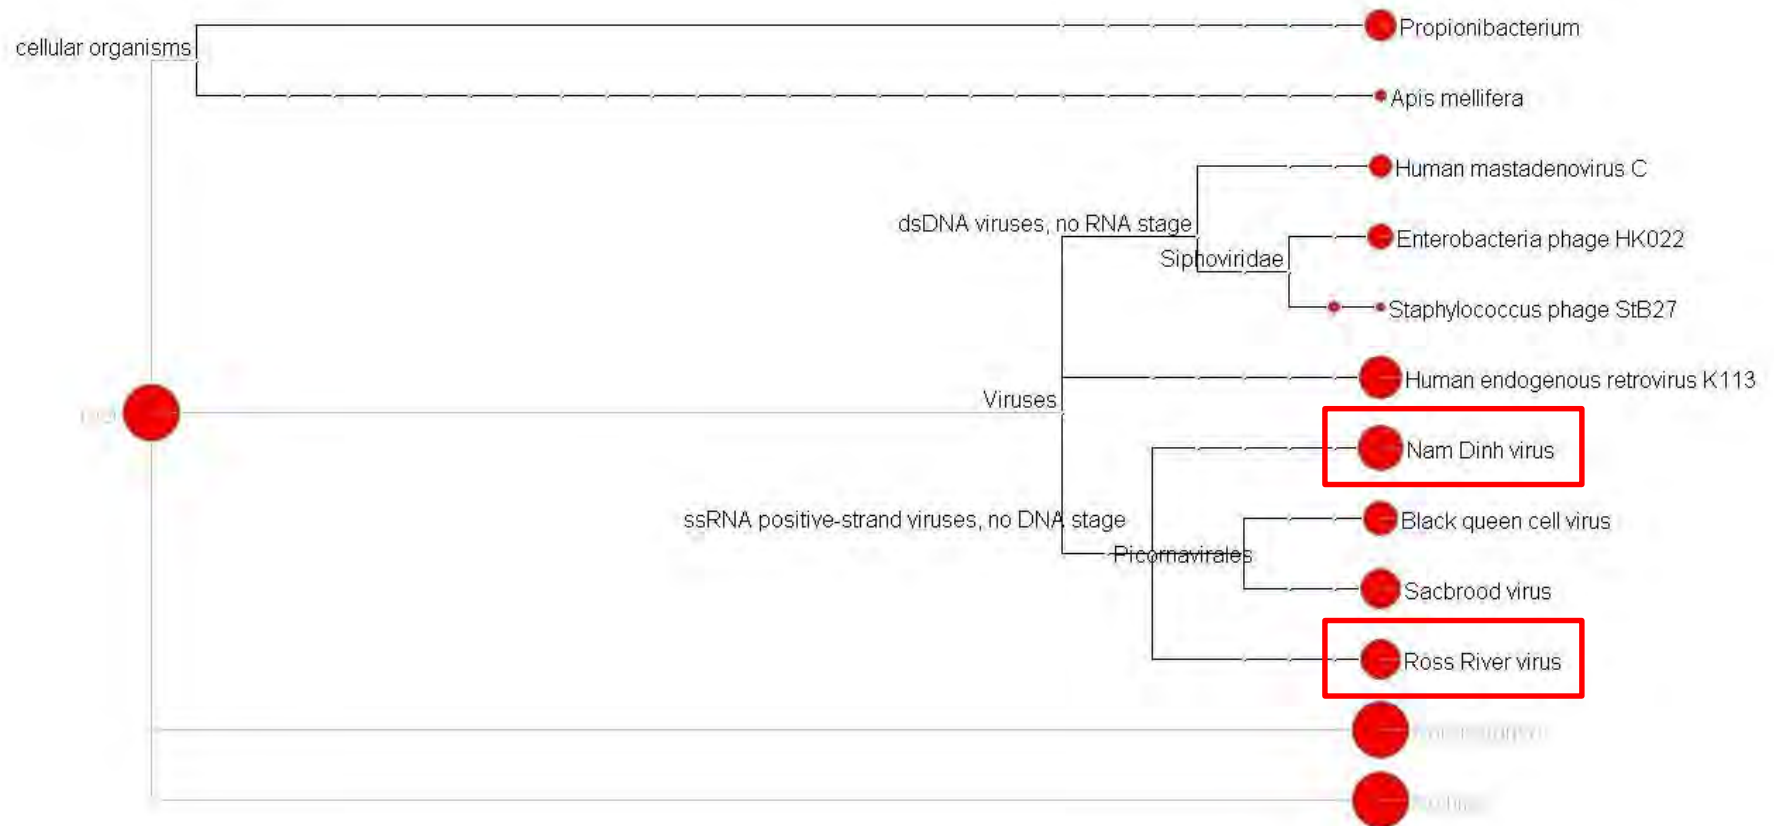 Propionibacterium
cellular organisms
Apis mellifera
Human mastadenovirus C
dsDNA viruses, no RNA stage
Enterobacteria phage HK022
Siphoviridae
Staphylococcus phage StB27
Human endogenous retrovirus K113
Viruses
Nam Dinh virus
ssRNA positive-strand viruses, no DNA stage
Black queen cell virus
Picornavirales
Sacbrood virus
Ross River virus